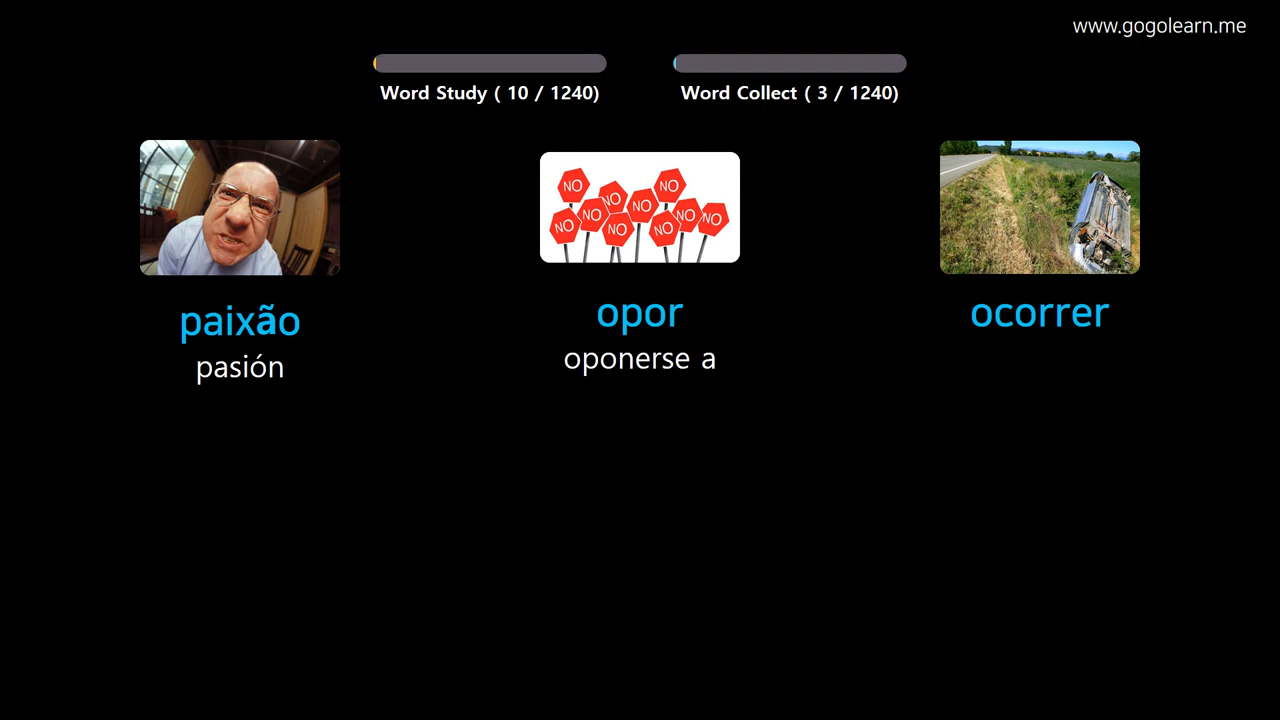 www.gogolearn.me
Word Study ( 10 / 1240)
Word Collect ( 3 / 1240)
NO NO NO NO NO NO NO NO NO NO
paixão
pasión
opor
oponerse a
ocorrer